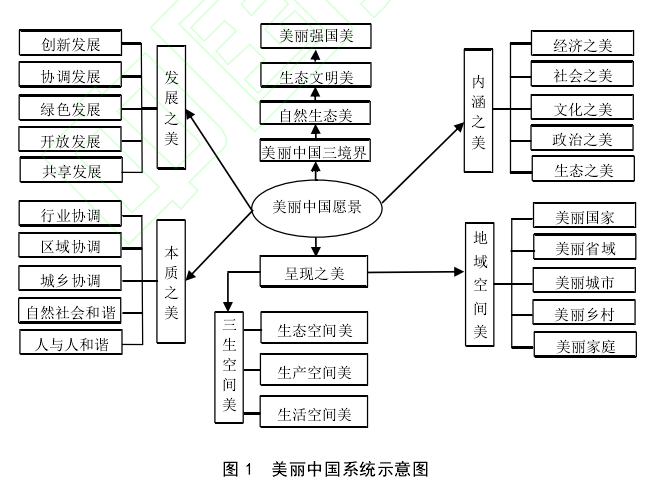 创新发展
协调发展
绿色发展
开放发展
共享发展
发展之美
行业协调
区域协调
城乡协调
自然社会和谐
人与人和谐
本质之美
美丽强国美
生态文明美
自然生态美
美丽中国三境界
美丽中国愿景
呈现之美
三生空间美
生态空间美
生产空间美
生活空间美
内涵之美
经济之美
社会之美
文化之美
政治之美
生态之美
地域空间美
美丽国家
美丽省域
美丽城市
美丽乡村
美丽家庭
图 1 美丽中国系统示意图